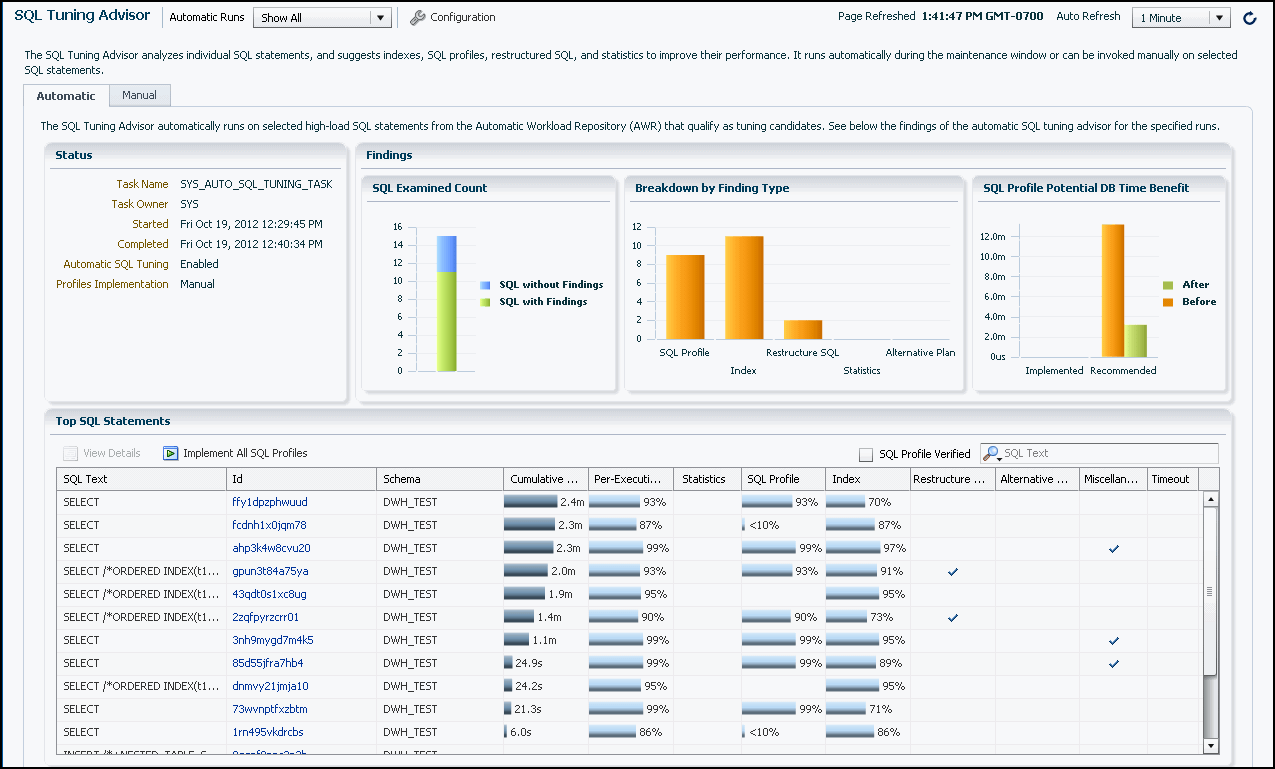 SQL Tuning Advisor Automatic Runs Show All Configuration Page Refreshed 1:41:47 PM GMT-0700 Auto Refresh 1 Minute
The SQL Tuning Advisor analyzes individual SQL statements, and suggests indexes, SQL profiles, restructured SQL, and statistics to improve their performance. It runs automatically during the maintenance window or can be invoked manually on selected
SQL statements.
Automatic Manual
The SQL Tuning Advisor automatically runs on selected high-load SQL statements from the Automatic Workload Repository (AWR) that qualify as tuning candidates. See below the findings of the automatic SQL tuning advisor for the specified runs.
Status
Task Name SYS_AUTO_SQL_TUNING_TASK
Task Owner SYS
Started Fri Oct 19, 2012 12:29:45 PM
Completed Fri Oct 19, 2012 12:40:34 PM
Automatic SQL Tuning Enabled
Profiles Implementation Manual
Findings
SQL Examined Count
16
14
12
10
8
6
4
2
0
SQL without Findings
SQL with Findings
Breakdown by Finding Type
12
10
8
6
4
2
0
SQL Profile Restructure SQL Alternative Plan
Index Statistics
SQL Profile Potential DB Time Benefit
12.0m
10.0m
8.0m
6.0m
4.0m
2.0m
0us
Implemented Recommended
After
Before
Top SQL Statements
View Details Implement All SQL Profiles SQL Profile Verified SQL Text
SQL Text Id Schema Cumulative ... Per-Executi... Statistics SQL Profile Index Restructure ... Alternative ... Miscellan... Timeout
SELECT ffy1dpzphwuud DWH_TEST 2.4m 93% 93% 70%
SELECT fcdnh1x0jqm78 DWH_TEST 2.3m 87% <10% 87%
SELECT ahp3k4w8cvu20 DWH_TEST 2.3m 99% 99% 97%
SELECT /*ORDERED INDEX(t1... gpun3t84a75ya DWH_TEST 2.0m 93% 93% 91%
SELECT /*ORDERED INDEX(t1... 43qdt0s1xc8ug DWH_TEST 1.9m 95% 95%
SELECT /*ORDERED INDEX(t1... 2zqfpyrzcrr01 DWH_TEST 1.4m 90% 90% 73%
SELECT 3nh9mygd7m4k5 DWH_TEST 1.1m 99% 99% 95%
SELECT 85d55jfra7hb4 DWH_TEST 24.9s 99% 99% 89%
SELECT /*ORDERED INDEX(t1... dnmvy21jmja10 DWH_TEST 24.2s 95% 95%
SELECT 73wvnptfxzbtm DWH_TEST 21.3s 99% 99% 71%
SELECT 1rn495vkdrcbs DWH_TEST 6.0s 86% <10% 86%